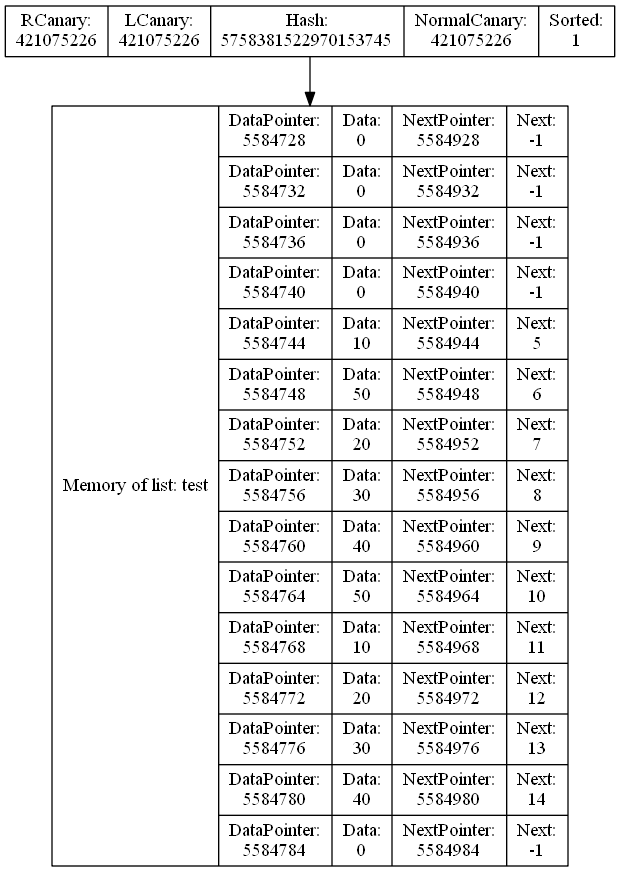 RCanary:
421075226
LCanary:
421075226
Hash:
5758381522970153745
NormalCanary:
421075226
Sorted:
1
Memory of list: test
DataPointer:
5584728
Data:
0
NextPointer:
5584928
Next:
-1
DataPointer:
5584732
Data:
0
NextPointer:
5584932
Next:
-1
DataPointer:
5584736
Data:
0
NextPointer:
5584936
Next:
-1
DataPointer:
5584740
Data:
0
NextPointer:
5584940
Next:
-1
DataPointer:
5584744
Data:
10
NextPointer:
5584944
Next:
5
DataPointer:
5584748
Data:
50
NextPointer:
5584948
Next:
6
DataPointer:
5584752
Data:
20
NextPointer:
5584952
Next:
7
DataPointer:
5584756
Data:
30
NextPointer:
5584956
Next:
8
DataPointer:
5584760
Data:
40
NextPointer:
5584960
Next:
9
DataPointer:
5584764
Data:
50
NextPointer:
5584964
Next:
10
DataPointer:
5584768
Data:
10
NextPointer:
5584968
Next:
11
DataPointer:
5584772
Data:
20
NextPointer:
5584972
Next:
12
DataPointer:
5584776
Data:
30
NextPointer:
5584976
Next:
13
DataPointer:
5584780
Data:
40
NextPointer:
5584980
Next:
14
DataPointer:
5584784
Data:
0
NextPointer:
5584984
Next:
-1